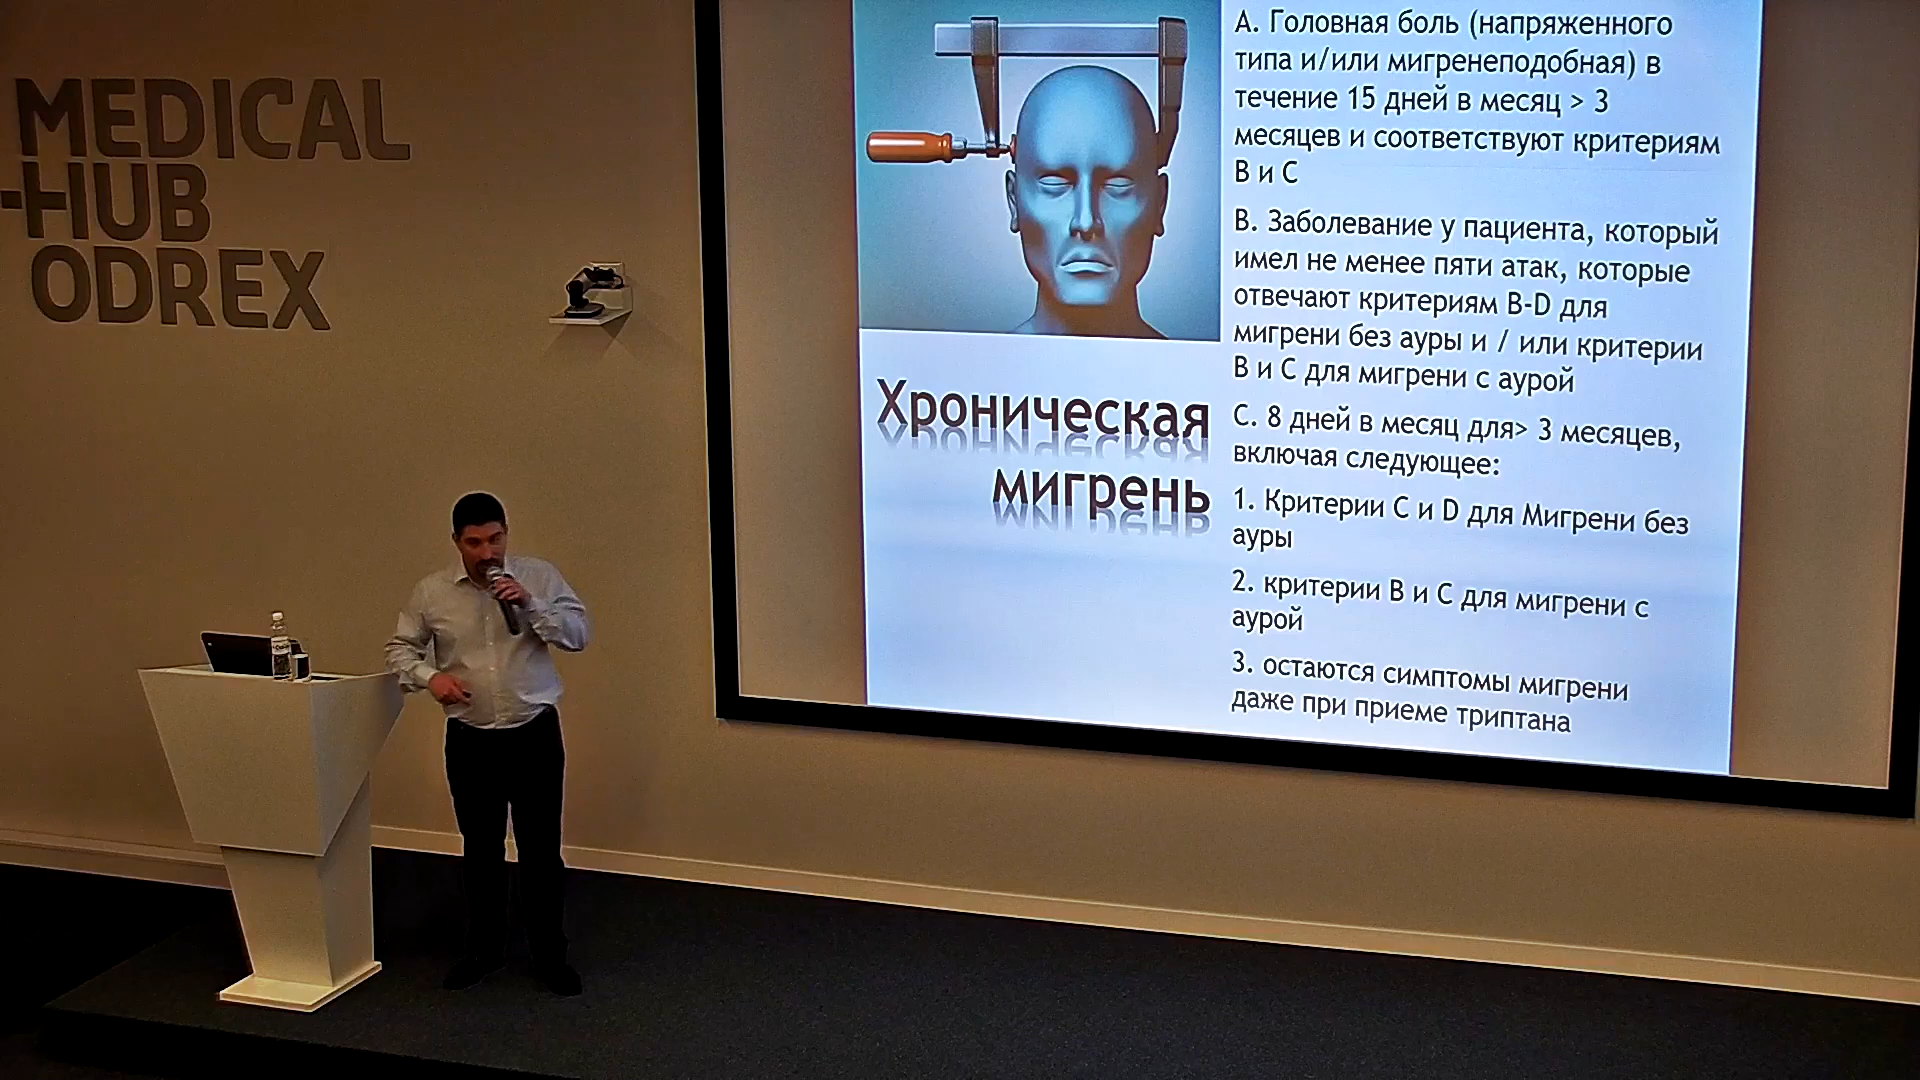 MEDICAL
HUB
ODREX
Хроническая
мигрень
А. Головная боль (напряженного
типа и/или мигренеподобная) в
течение 15 дней в месяц > 3
месяцев и соответствуют критериям
В и С
В. Заболевание у пациента, который
имел не менее пяти атак, которые
отвечают критериям B-D для
мигрени без ауры и / или критерии
В и С для мигрени с аурой
С. 8 дней в месяц для> 3 месяцев,
включая следующее:
1. Критерии С и D для Мигрени без
ауры
2. критерии В и С для мигрени с
аурой
3. остаются симптомы мигрени
даже при приеме триптана